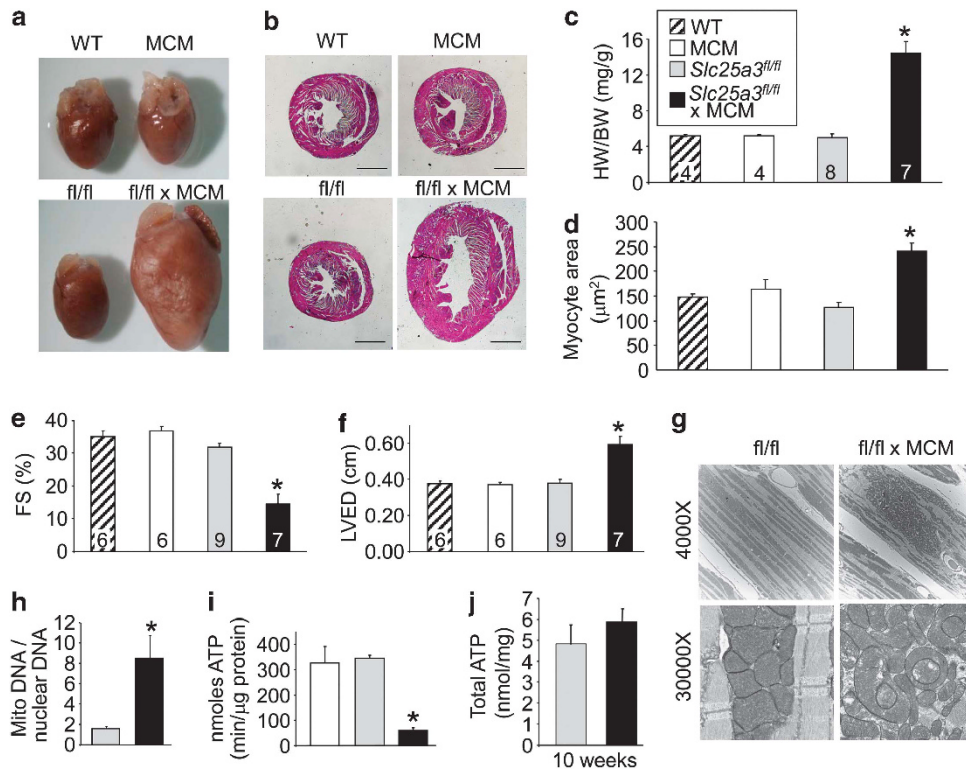 a
WT MCM
fl/fl fl/fl x MCM
b
WT MCM
fl/fl fl/fl x MCM
c
HW/BW (mg/g)
16
12
8
4
0
WT
MCM
Slc25a3fl/fl
Slc25a3fl/fl
x MCM
*
4 4 8 7
d
Myocyte area
(µm2)
300
250
200
150
100
50
0
*
e
FS (%)
40
30
20
10
0
*
6 6 9 7
f
LVED (cm)
0.60
0.40
0.20
0.00
*
6 6 9 7
g
fl/fl fl/fl x MCM
4000X
30000X
h
Mito DNA/
nuclear DNA
12
10
8
6
4
2
0
*
i
nmoles ATP
(min/µg protein)
400
300
200
100
0
*
j
Total ATP
(nmol/mg)
7
6
5
4
3
2
1
0
10 weeks